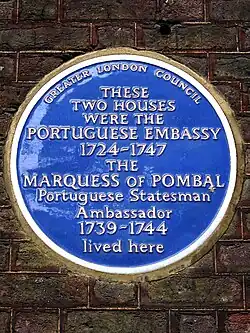 GREATER LONDON COUNCIL
THESE
TWO HOUSES
WERE THE
PORTUGUESE EMBASSY
1724-1747
THE
MARQUESS OF POMBAL
Portuguese Statesman
Ambassador
1739-1744
lived here